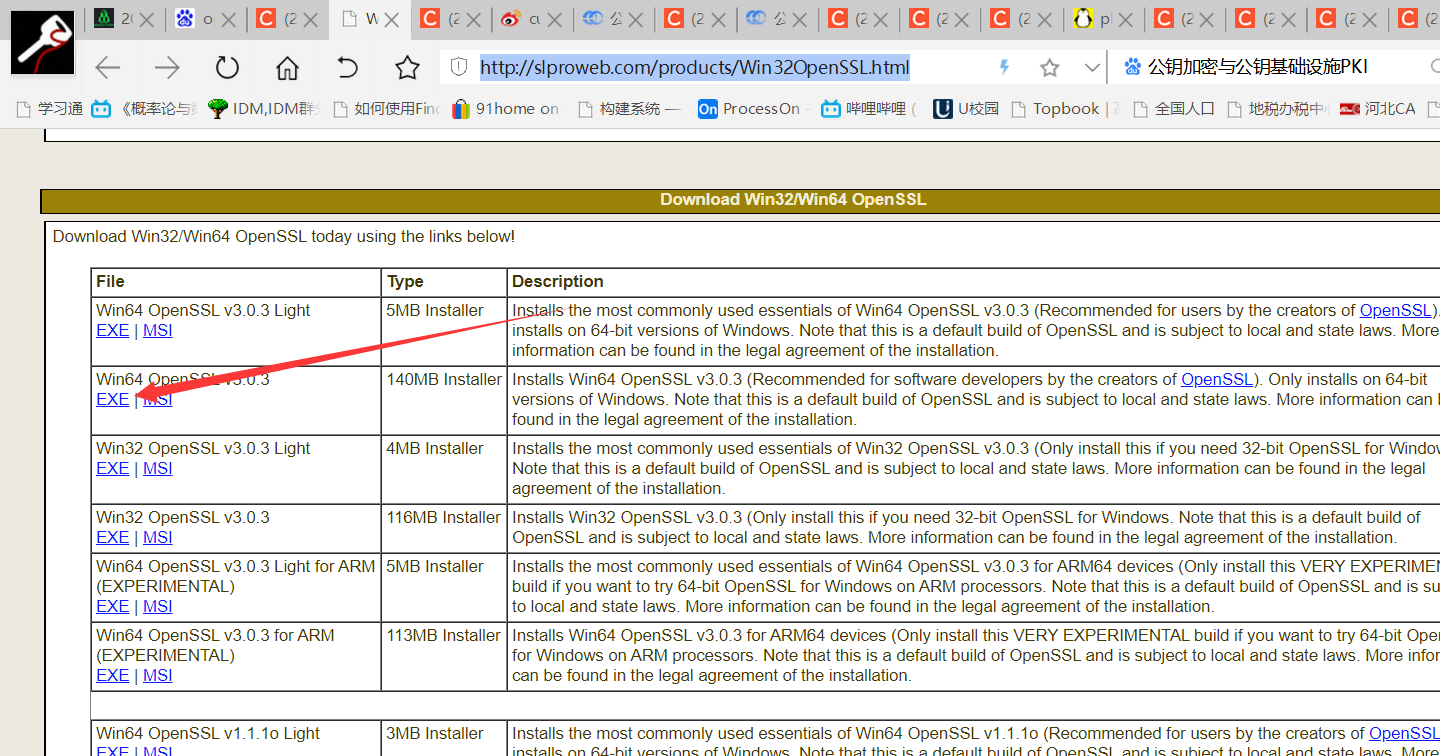 http://slproweb.com/products/Win32OpenSSL.html
公钥加密与公钥基础设施PKI
学习通
《概率论与
IDM,IDM群
如何使用Fin
91home on
构建系统 —
ProcessOn
哔哩哔哩 (
U校园
Topbook |
全国人口
地税办税中
河北CA
Download Win32/Win64 OpenSSL
Download Win32/Win64 OpenSSL today using the links below!
File Type Description
Win64 OpenSSL v3.0.3 Light
EXE | MSI
5MB Installer
Installs the most commonly used essentials of Win64 OpenSSL v3.0.3 (Recommended for users by the creators of OpenSSL).
installs on 64-bit versions of Windows. Note that this is a default build of OpenSSL and is subject to local and state laws. More
information can be found in the legal agreement of the installation.
Win64 OpenSSL v3.0.3
EXE | MSI
140MB Installer
Installs Win64 OpenSSL v3.0.3 (Recommended for software developers by the creators of OpenSSL). Only installs on 64-bit
versions of Windows. Note that this is a default build of OpenSSL and is subject to local and state laws. More information can
found in the legal agreement of the installation.
Win32 OpenSSL v3.0.3 Light
EXE | MSI
4MB Installer
Installs the most commonly used essentials of Win32 OpenSSL v3.0.3 (Only install this if you need 32-bit OpenSSL for Window
Note that this is a default build of OpenSSL and is subject to local and state laws. More information can be found in the legal
agreement of the installation.
Win32 OpenSSL v3.0.3
EXE | MSI
116MB Installer
Installs Win32 OpenSSL v3.0.3 (Only install this if you need 32-bit OpenSSL for Windows. Note that this is a default build of
OpenSSL and is subject to local and state laws. More information can be found in the legal agreement of the installation.
Win64 OpenSSL v3.0.3 Light for ARM
(EXPERIMENTAL)
EXE | MSI
5MB Installer
Installs the most commonly used essentials of Win64 OpenSSL v3.0.3 for ARM64 devices (Only install this VERY EXPERIMEN
build if you want to try 64-bit OpenSSL for Windows on ARM processors. Note that this is a default build of OpenSSL and is su
to local and state laws. More information can be found in the legal agreement of the installation.
Win64 OpenSSL v3.0.3 for ARM
(EXPERIMENTAL)
EXE | MSI
113MB Installer
Installs Win64 OpenSSL v3.0.3 for ARM64 devices (Only install this VERY EXPERIMENTAL build if you want to try 64-bit Ope
for Windows on ARM processors. Note that this is a default build of OpenSSL and is subject to local and state laws. More infor
can be found in the legal agreement of the installation.
Win64 OpenSSL v1.1.1o Light
EXE | MSI
3MB Installer
Installs the most commonly used essentials of Win64 OpenSSL v1.1.1o (Recommended for users by the creators of OpenSSL
installs on 64-bit versions of Windows. Note that this is a default build of OpenSSL and is subject to local and state laws. More